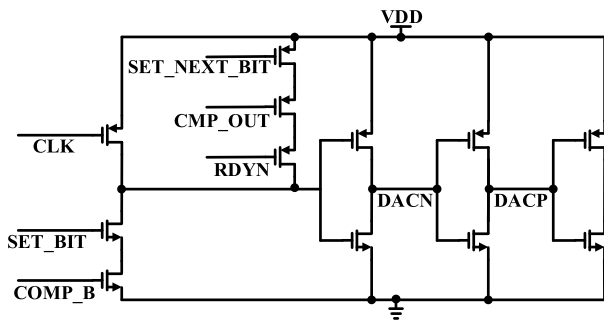 VDD
SET_NEXT_BIT
CMP_OUT
CLK
RDYN
DACN
DACP
SET_BIT
COMP_B